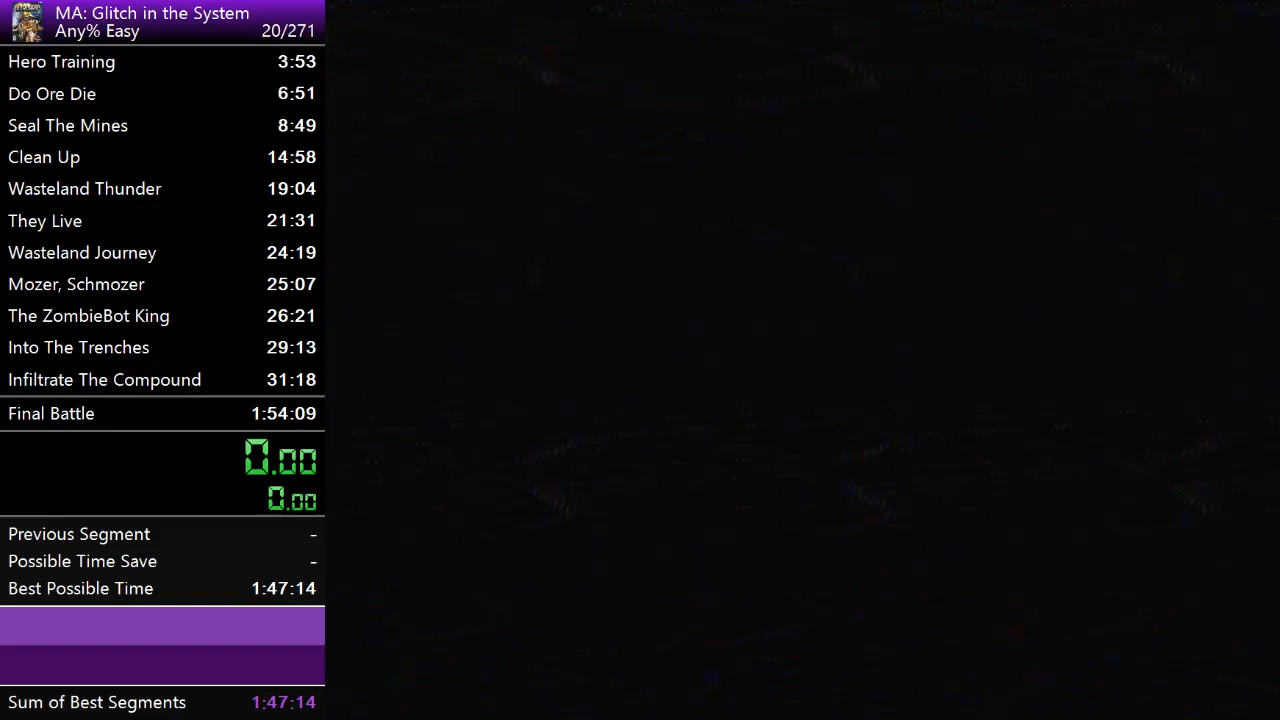 MA: Glitch in the System
Any% Easy 20/271
Hero Training 3:53
Do Ore Die 6:51
Seal The Mines 8:49
Clean Up 14:58
Wasteland Thunder 19:04
They Live 21:31
Wasteland Journey 24:19
Mozer, Schmozer 25:07
The ZombieBot King 26:21
Into The Trenches 29:13
Infiltrate The Compound 31:18
Final Battle 1:54:09
0.00
0.00
Previous Segment -
Possible Time Save -
Best Possible Time 1:47:14
Sum of Best Segments 1:47:14